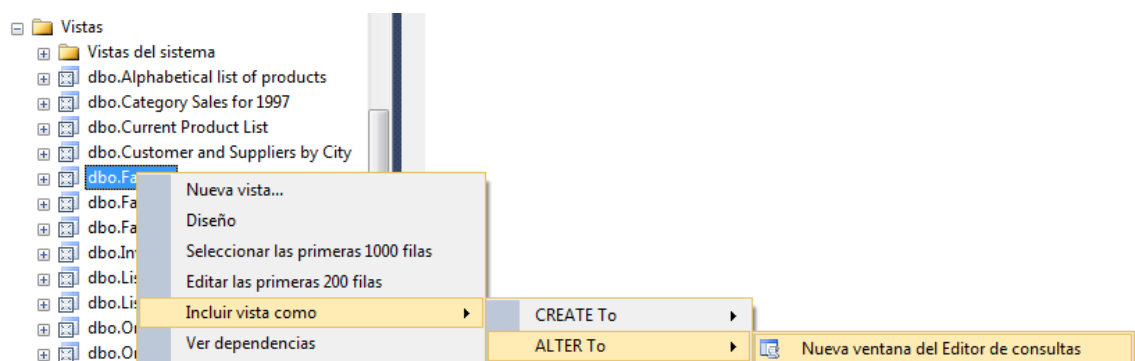 Vistas
Vistas del sistema
dbo.Alphabetical list of products
dbo.Category Sales for 1997
dbo.Current Product List
dbo.Customer and Suppliers by City
dbo.Fa
dbo.Fa
dbo.Fa
dbo.In
dbo.Lis
dbo.Lis
dbo.Or
dbo.Or
Nueva vista...
Diseño
Seleccionar las primeras 1000 filas
Editar las primeras 200 filas
Incluir vista como
Ver dependencias
CREATE To
ALTER To
Nueva ventana del Editor de consultas